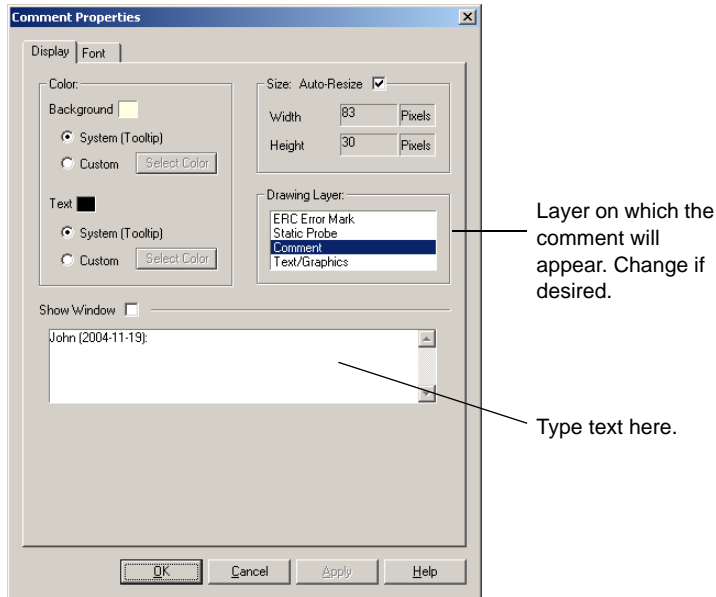 Comment Properties
Display
Font
Color:
Background
System (Tooltip)
Custom
Select Color
Text
System (Tooltip)
Custom
Select Color
Size: Auto-Resize
Width
83
Pixels
Height
30
Pixels
Drawing Layer:
ERC Error Mark
Static Probe
Comment
Text/Graphics
Layer on which the
comment will
appear. Change if
desired.
Show Window
John (2004-11-19):
Type text here.
OK
Cancel
Apply
Help